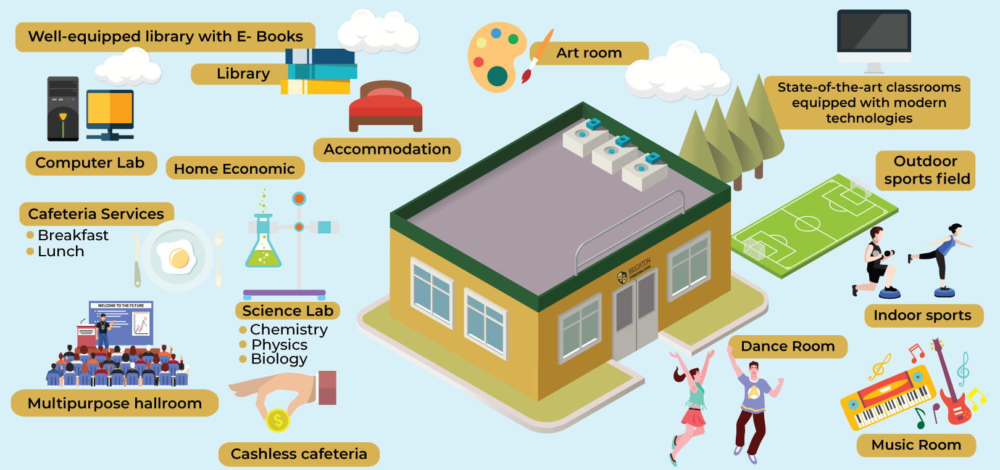 Well-equipped library with E- Books
Library
Art room
State-of-the-art classrooms
equipped with modern
technologies
Accommodation
Computer Lab
Home Economic
Outdoor
sports field
Cafeteria Services
Breakfast
Lunch
BRIGHTON
INTERNATIONAL SCHOOL
WELCOME TO THE FUTURE
Science Lab
Chemistry
Physics
Biology
Indoor sports
Dance Room
A
Multipurpose hallroom
$
Music Room
Cashless cafeteria